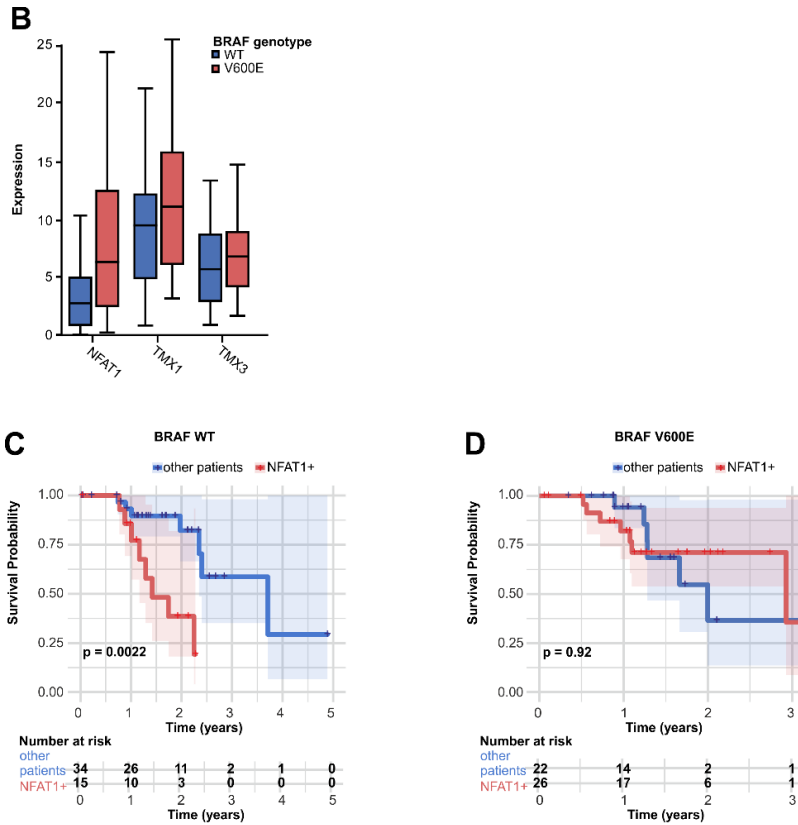 B
BRAF genotype
WT
V600E
25
20
15
10
5
0
Expression
NFAT1
TMX1
TMX3
C
BRAF WT
other patients NFAT1+
1.00
0.75
0.50
0.25
0.00
Survival Probability
p = 0.0022
0 1 2 3 4 5
Time (years)
Number at risk
other
patients 34 26 11 2 1 0
NFAT1+ 15 10 3 0 0 0
0 1 2 3 4 5
Time (years)
D
BRAF V600E
other patients NFAT1+
1.00
0.75
0.50
0.25
0.00
Survival Probability
p = 0.92
0 1 2 3
Time (years)
Number at risk
other
patients 22 14 2 1
NFAT1+ 26 17 6 1
0 1 2 3
Time (years)